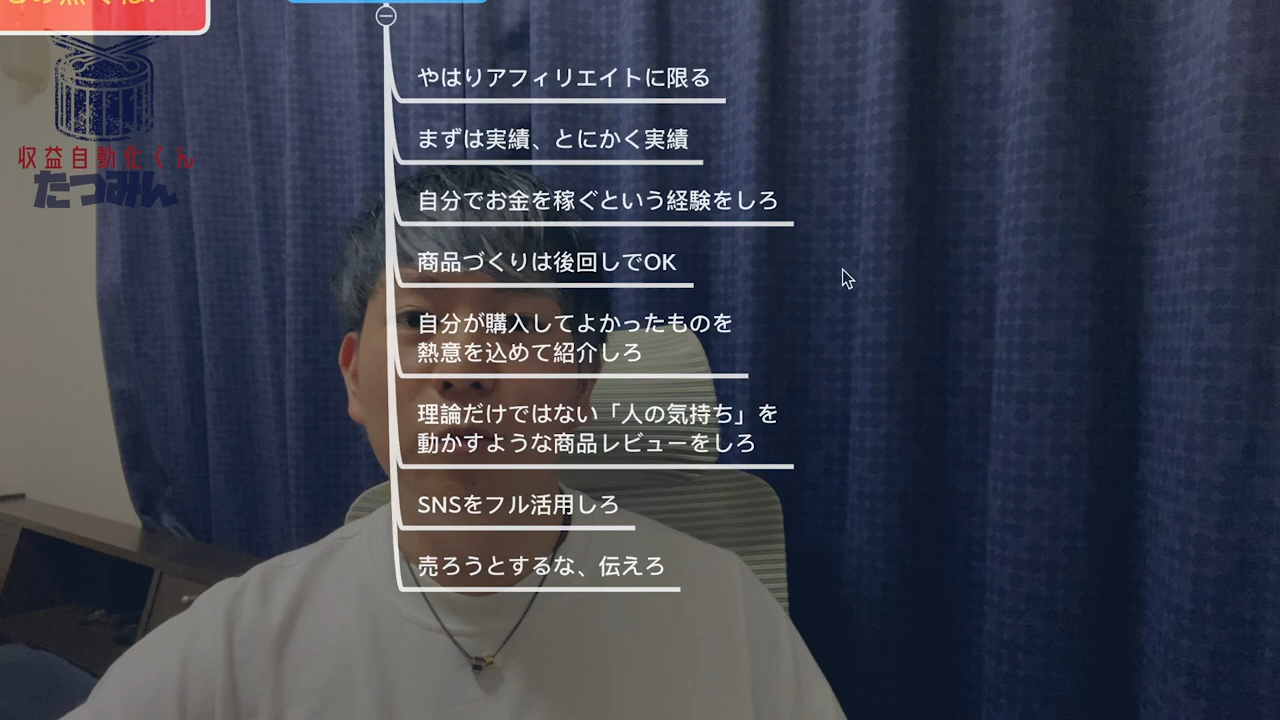 収益自動化くん
たつみん
やはりアフィリエイトに限る
まずは実績、とにかく実績
自分でお金を稼ぐという経験をしろ
商品づくりは後回しでOK
自分が購入してよかったものを
熱意を込めて紹介しろ
理論だけではない「人の気持ち」を
動かすような商品レビューをしろ
SNSをフル活用しろ
売ろうとするな、伝えろ